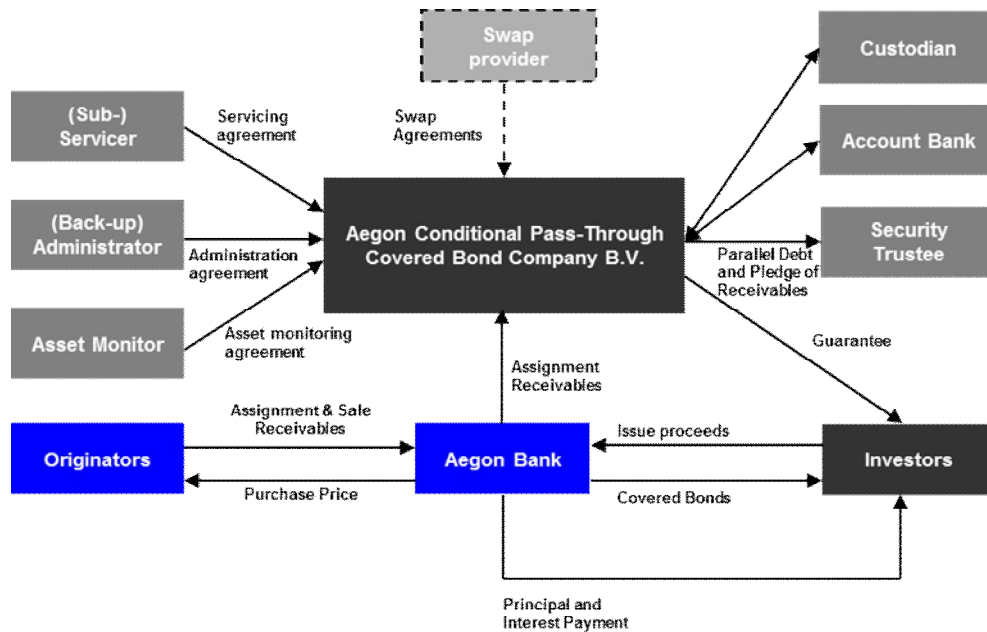 Swap
provider
Custodian
(Sub-)
Servicer
Servicing
agreement
Swap
Agreements
Account Bank
(Back-up)
Administrator
Administration
agreement
Aegon Conditional Pass-Through
Covered Bond Company B.V.
Security
Trustee
Parallel Debt
and Pledge of
Receivables
Asset Monitor
Asset monitoring
agreement
Guarantee
Assignment
Receivables
Assignment & Sale
Receivables
Issue proceeds
Originators
Aegon Bank
Investors
Purchase Price
Covered Bonds
Principal and
Interest Payment